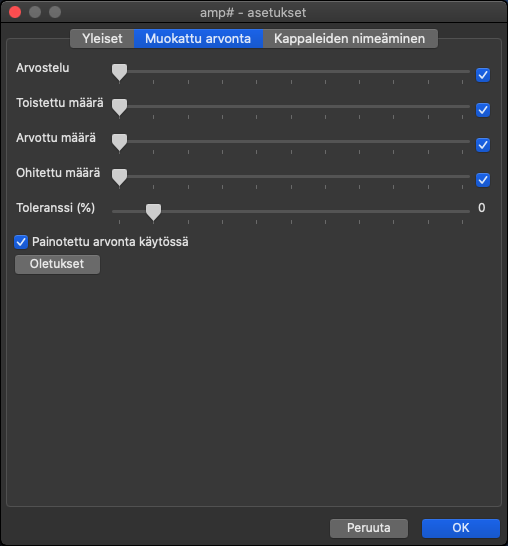 amp# - asetukset
Yleiset Muokattu arvonta Kappaleiden nimeäminen
Arvostelu
Toistettu määrä
Arvottu määrä
Ohitettu määrä
Toleranssi (%) 0
Painotettu arvonta käytössä
Oletukset
Peruuta OK